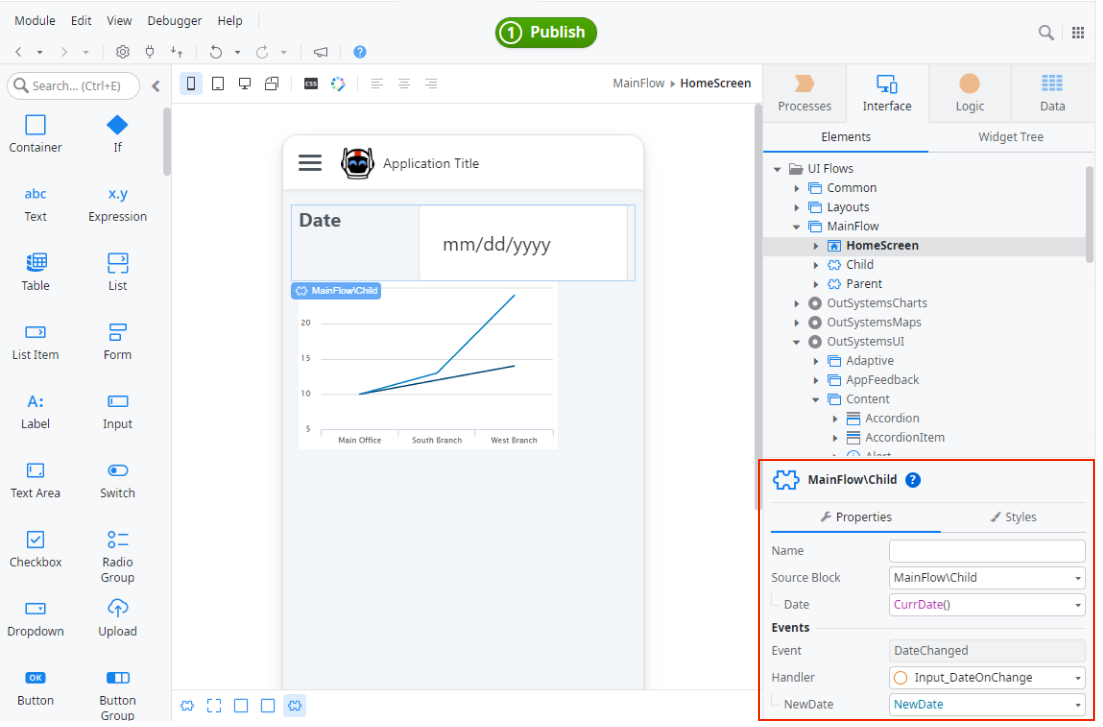 Module Edit View Debugger Help
1 Publish
Search... (Ctrl+E)
CSS
MainFlow HomeScreen
Processes Interface Logic Data
Container If
abc x.y
Text Expression
Table List
List Item Form
A:
Label Input
Text Area Switch
Checkbox Radio
Group
Dropdown Upload
OK
Button Button
Group
Application Title
Date
mm/dd/yyyy
MainFlow\Child
20
15
10
5
Main Office South Branch West Branch
Elements Widget Tree
UI Flows
Common
Layouts
MainFlow
HomeScreen
Child
Parent
OutSystemsCharts
OutSystemsMaps
OutSystemsUI
Adaptive
AppFeedback
Content
Accordion
AccordionItem
Alert
MainFlow\Child ?
Properties Styles
Name
Source Block MainFlow\Child
Date CurrDate()
Events
Event DateChanged
Handler Input_DateOnChange
NewDate NewDate